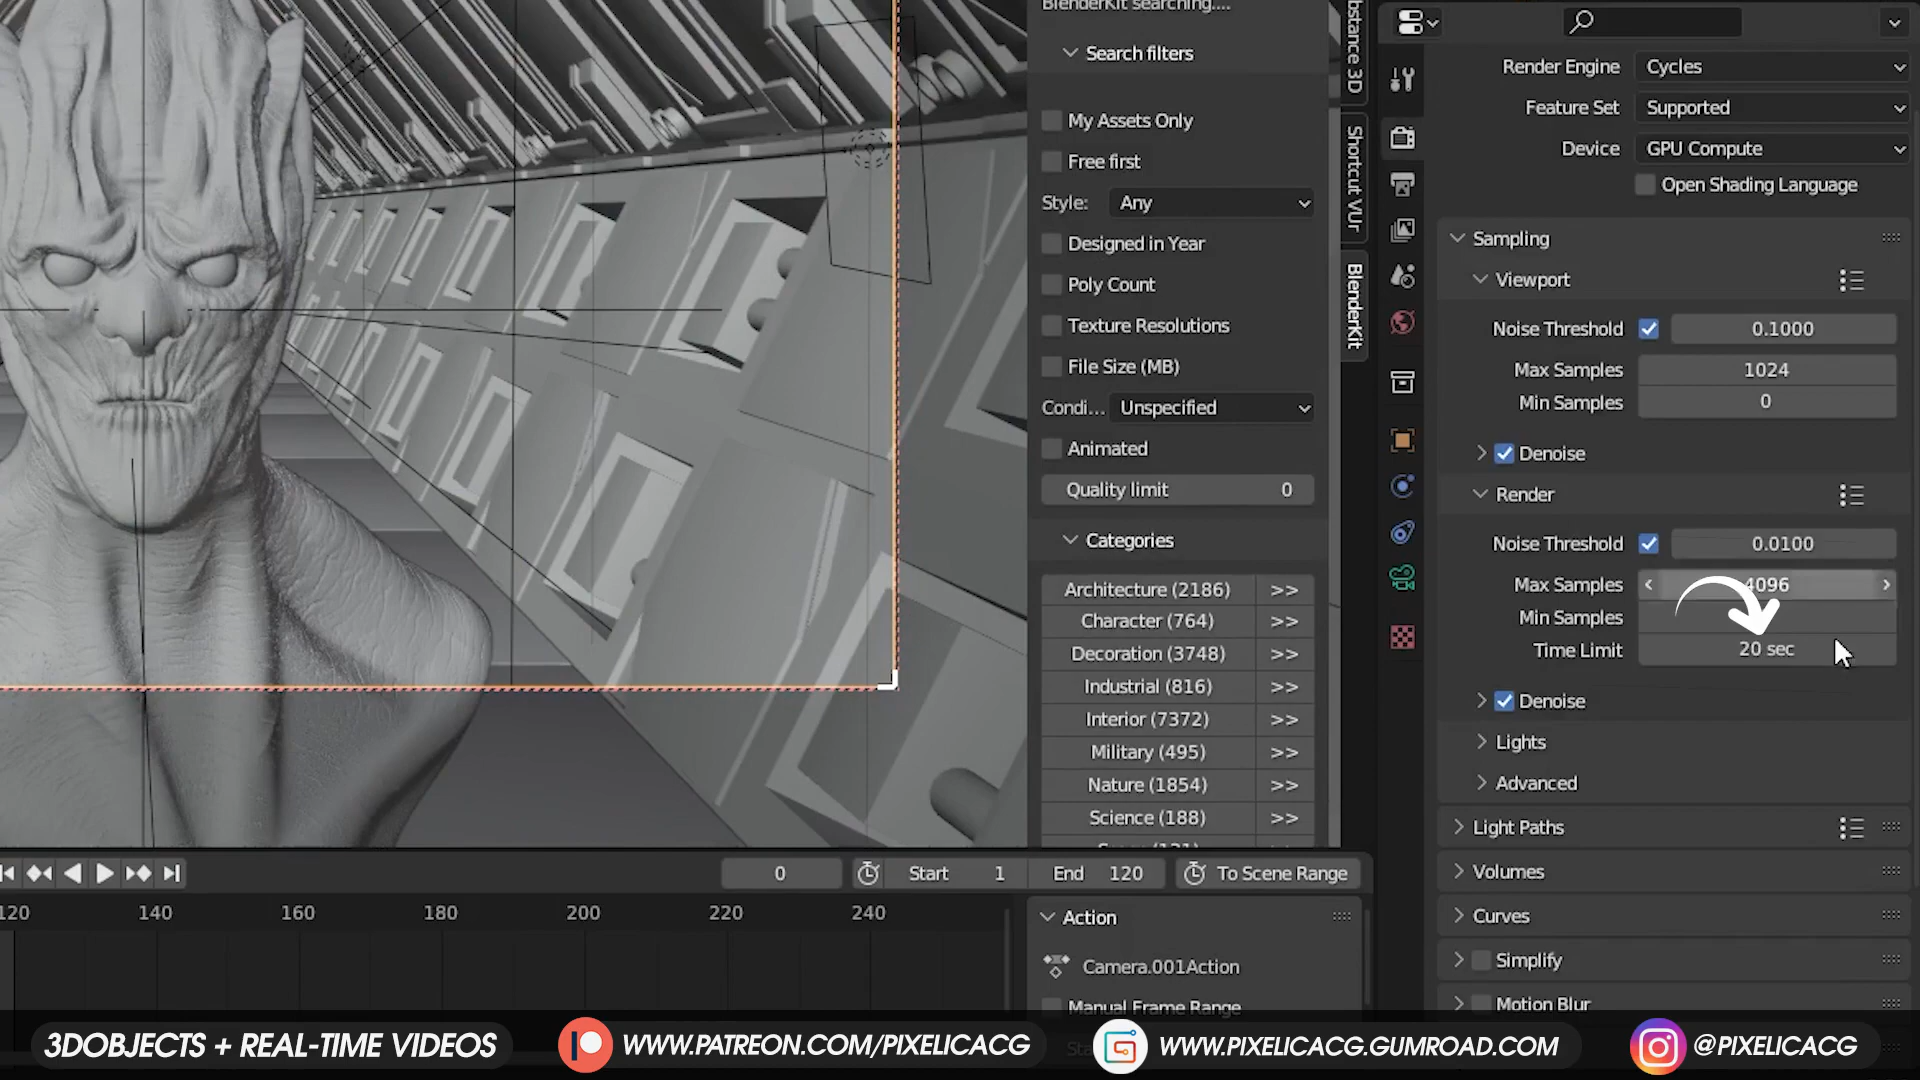 BlenderKit searching....
Search filters
My Assets Only
Free first
Style: Any
Designed in Year
Poly Count
Texture Resolutions
File Size (MB)
Condi... Unspecified
Animated
Quality limit 0
Categories
Architecture (2186) >>
Character (764) >>
Decoration (3748) >>
Industrial (816) >>
Interior (7372) >>
Military (495) >>
Nature (1854) >>
Science (188) >>
bstance 3D
Shortcut VUr
BlenderKit
Render Engine Cycles
Feature Set Supported
Device GPU Compute
Open Shading Language
Sampling
Viewport
Noise Threshold 0.1000
Max Samples 1024
Min Samples 0
Denoise
Render
Noise Threshold 0.0100
Max Samples 4096
Min Samples
Time Limit 20 sec
Denoise
Lights
Advanced
Light Paths
Volumes
Curves
Simplify
Motion Blur
0 Start 1 End 120 To Scene Range
120 140 160 180 200 220 240
Action
Camera.001Action
Manual Frame Range
3DOBJECTS + REAL-TIME VIDEOS WWW.PATREON.COM/PIXELICACG WWW.PIXELICACG.GUMROAD.COM @PIXELICACG